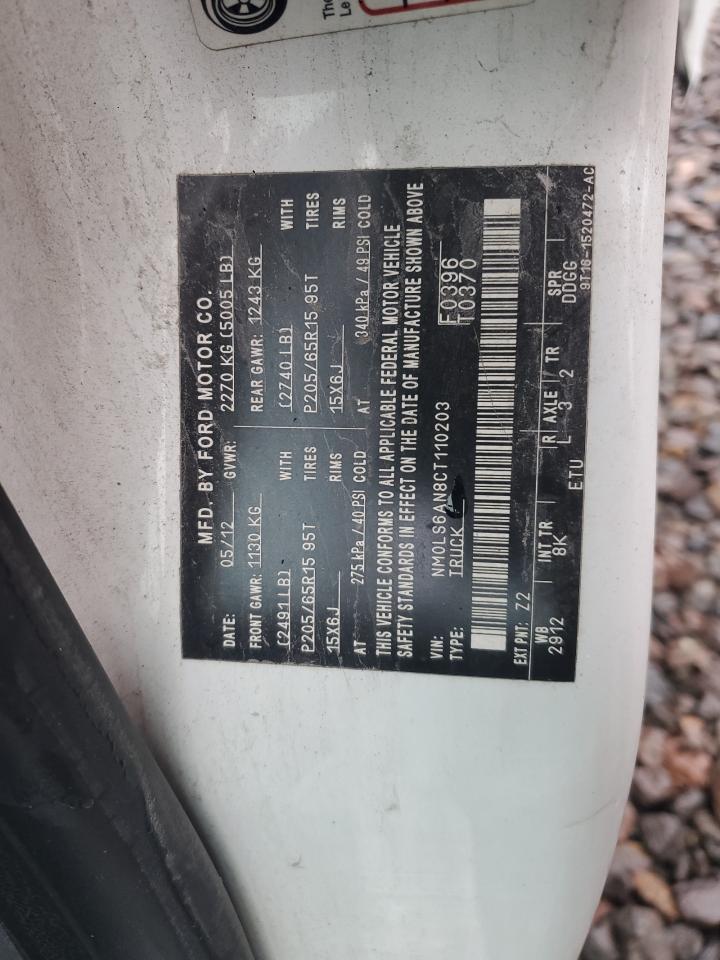 The
Le
MFD. BY FORD MOTOR CO.
DATE: 05/12 GVWR: 2270 KG (5005 LB)
FRONT GAWR: 1130 KG REAR GAWR: 1243 KG
(2491 LB) WITH (2740 LB) WITH
P205/65R15 95T TIRES P205/65R15 95T TIRES
15X6J RIMS 15X6J RIMS
AT 275 kPa / 40 PSI COLD AT 340 kPa / 49 PSI COLD
THIS VEHICLE CONFORMS TO ALL APPLICABLE FEDERAL MOTOR VEHICLE
SAFETY STANDARDS IN EFFECT ON THE DATE OF MANUFACTURE SHOWN ABOVE
VIN: NM0LS6AN8CT110203 F0396
TYPE: TRUCK T0370
EXT PNT: Z2
WB INT TR R AXLE TR SPR
2912 8K L 3 2 DDGG
ETU 9T16-1520472-AC